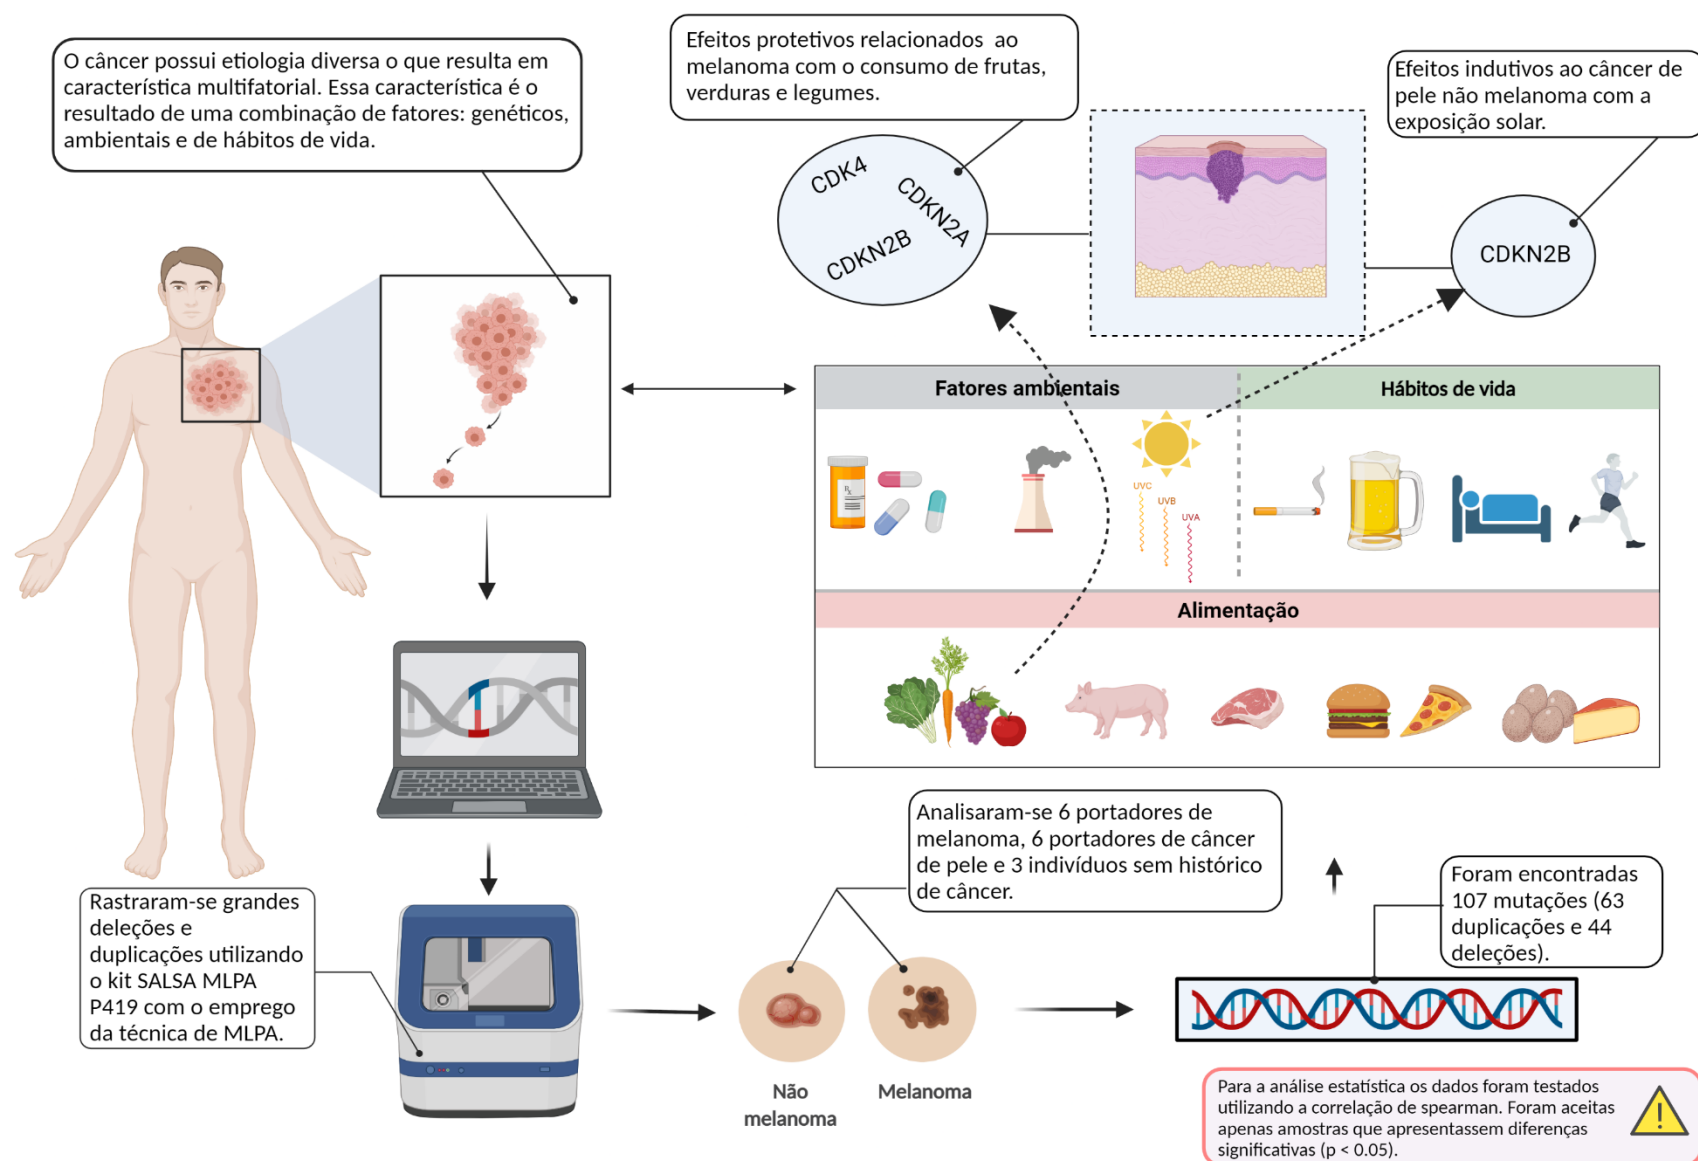 O câncer possui etiologia diversa o que resulta em
característica multifatorial. Essa característica é o
resultado de uma combinação de fatores: genéticos,
ambientais e de hábitos de vida.
Efeitos protetivos relacionados ao
melanoma com o consumo de frutas,
verduras e legumes.
Efeitos indutivos ao câncer de
pele não melanoma com a
exposição solar.
CDK4
CDKN2A
CDKN2B
CDKN2B
Fatores ambientais
Hábitos de vida
Rx
UVC
UVB
UVA
Alimentação
Analisaram-se 6 portadores de
melanoma, 6 portadores de câncer
de pele e 3 indivíduos sem histórico
de câncer.
Foram encontradas
107 mutações (63
duplicações e 44
deleções).
Rastraram-se grandes
deleções e
duplicações utilizando
o kit SALSA MLPA
P419 com o emprego
da técnica de MLPA.
Não
melanoma
Melanoma
Para a análise estatística os dados foram testados
utilizando a correlação de spearman. Foram aceitas
apenas amostras que apresentassem diferenças
significativas (p < 0.05).